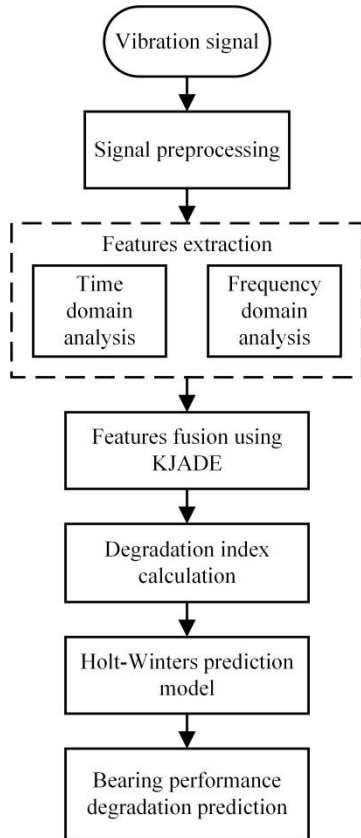 Vibration signal
Signal preprocessing
Features extraction
Time
domain
analysis
Frequency
domain
analysis
Features fusion using
KJADE
Degradation index
calculation
Holt-Winters prediction
model
Bearing performance
degradation prediction